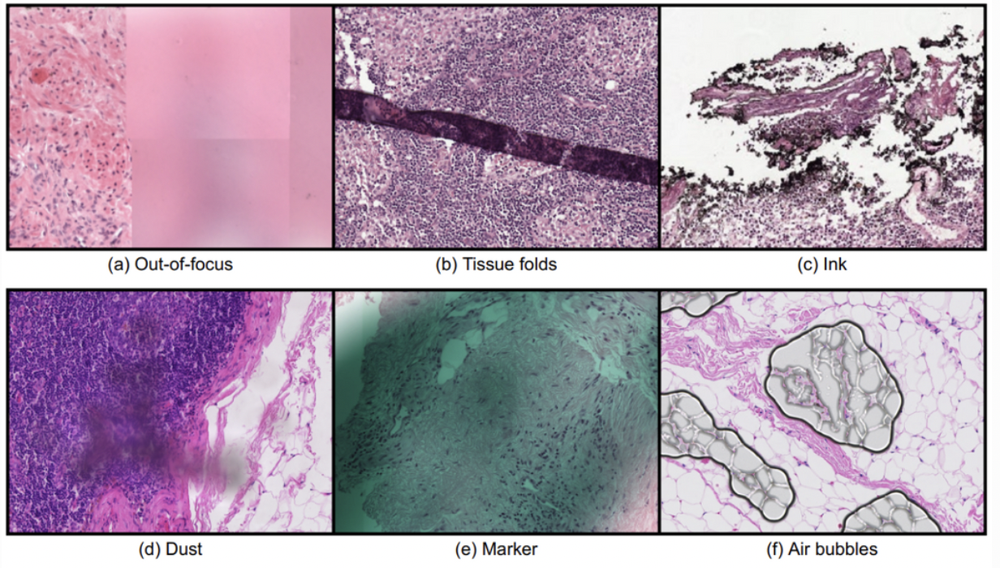 (a) Out-of-focus
(b) Tissue folds
(c) Ink
(d) Dust
(e) Marker
(f) Air bubbles